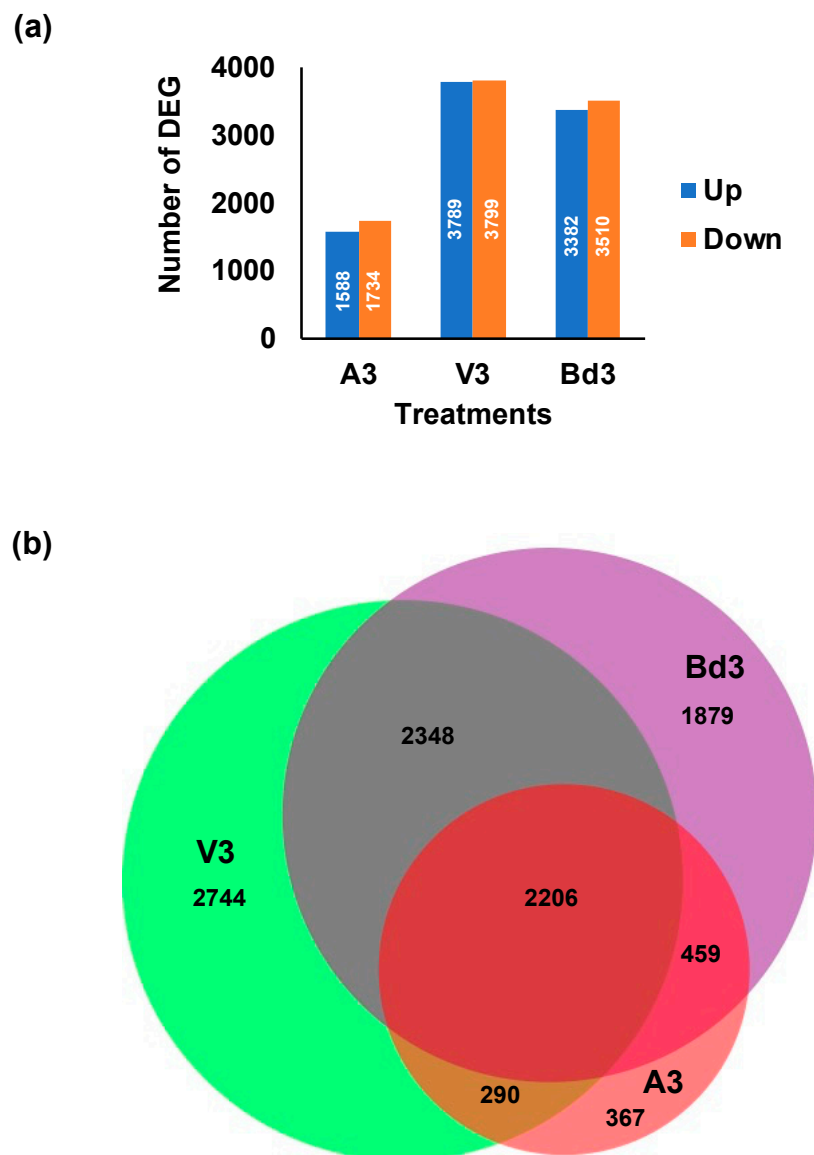 (a)
Number of DEG
4000
3000
2000
1000
0
1588
1734
3789
3799
3382
3510
Up
Down
A3
V3
Bd3
Treatments
(b)
Bd3
1879
2348
V3
2744
2206
459
290
A3
367